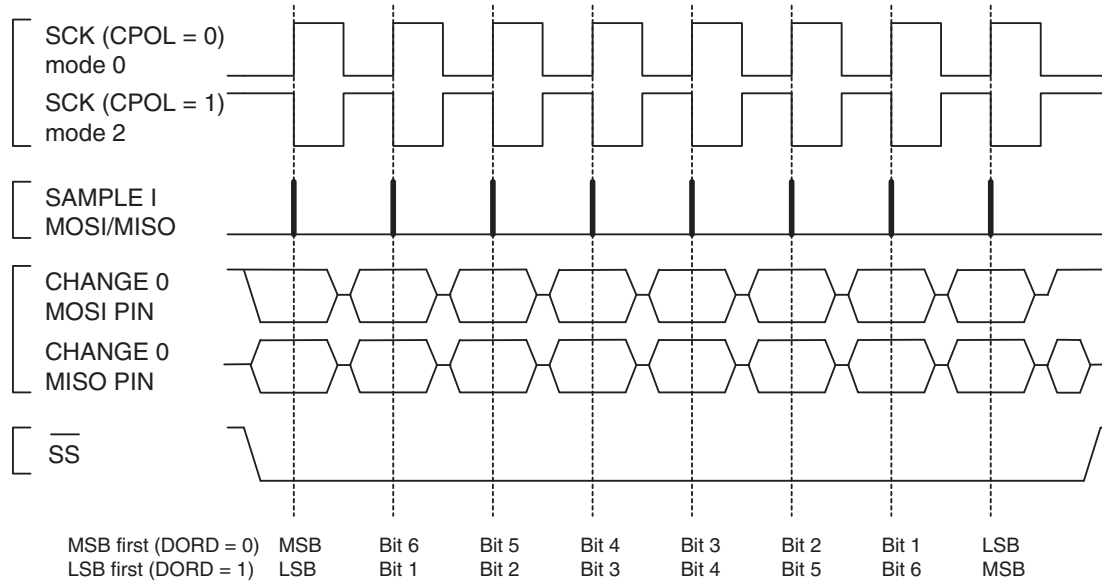 SCK (CPOL = 0)
mode 0
SCK (CPOL = 1)
mode 2
SAMPLE I
MOSI/MISO
CHANGE 0
MOSI PIN
CHANGE 0
MISO PIN
SS
MSB first (DORD = 0) MSB Bit 6 Bit 5 Bit 4 Bit 3 Bit 2 Bit 1 LSB
LSB first (DORD = 1) LSB Bit 1 Bit 2 Bit 3 Bit 4 Bit 5 Bit 6 MSB